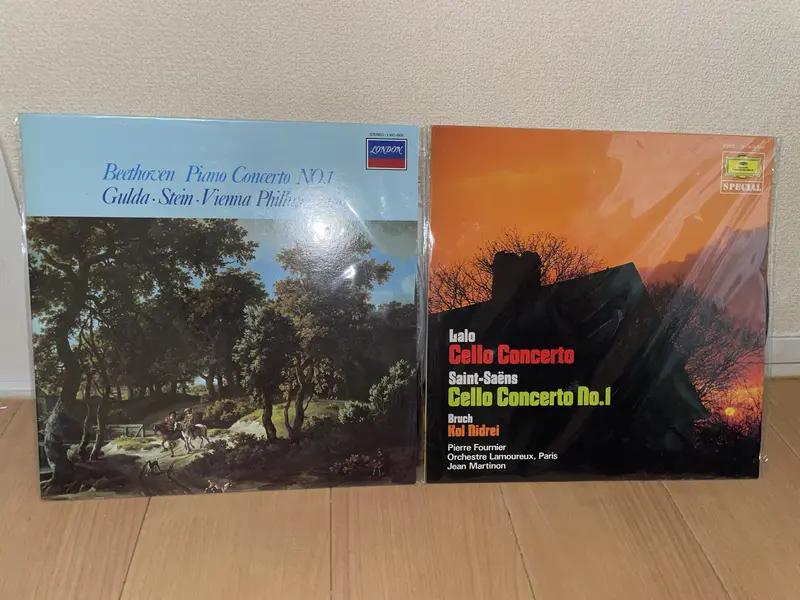 LONDON
Beethoven Piano Concerto NO.1
Gulda · Stein · Vienna
SPECIAL
Lalo
Cello Concerto
Saint-Saëns
Cello Concerto No.1
Bruch
Kol Nidrei
Pierre Fournier
Orchestre Lamoureux, Paris
Jean Martinon